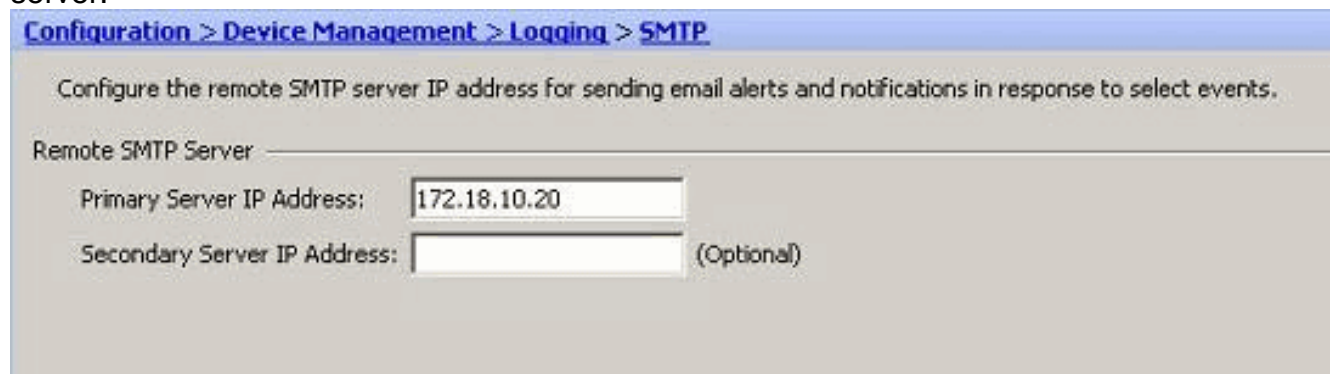 server.
Configuration > Device Management > Logging > SMTP
Configure the remote SMTP server IP address for sending email alerts and notifications in response to select events.
Remote SMTP Server
Primary Server IP Address: 172.18.10.20
Secondary Server IP Address: (Optional)